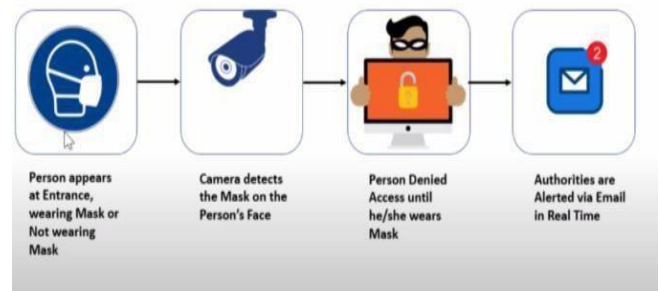 2
Person appears
at Entrance,
wearing Mask or
Not wearing
Mask
Camera detects
the Mask on the
Person's Face
Person Denied
Access until
he/she wears
Mask
Authorities are
Alerted via Email
in Real Time